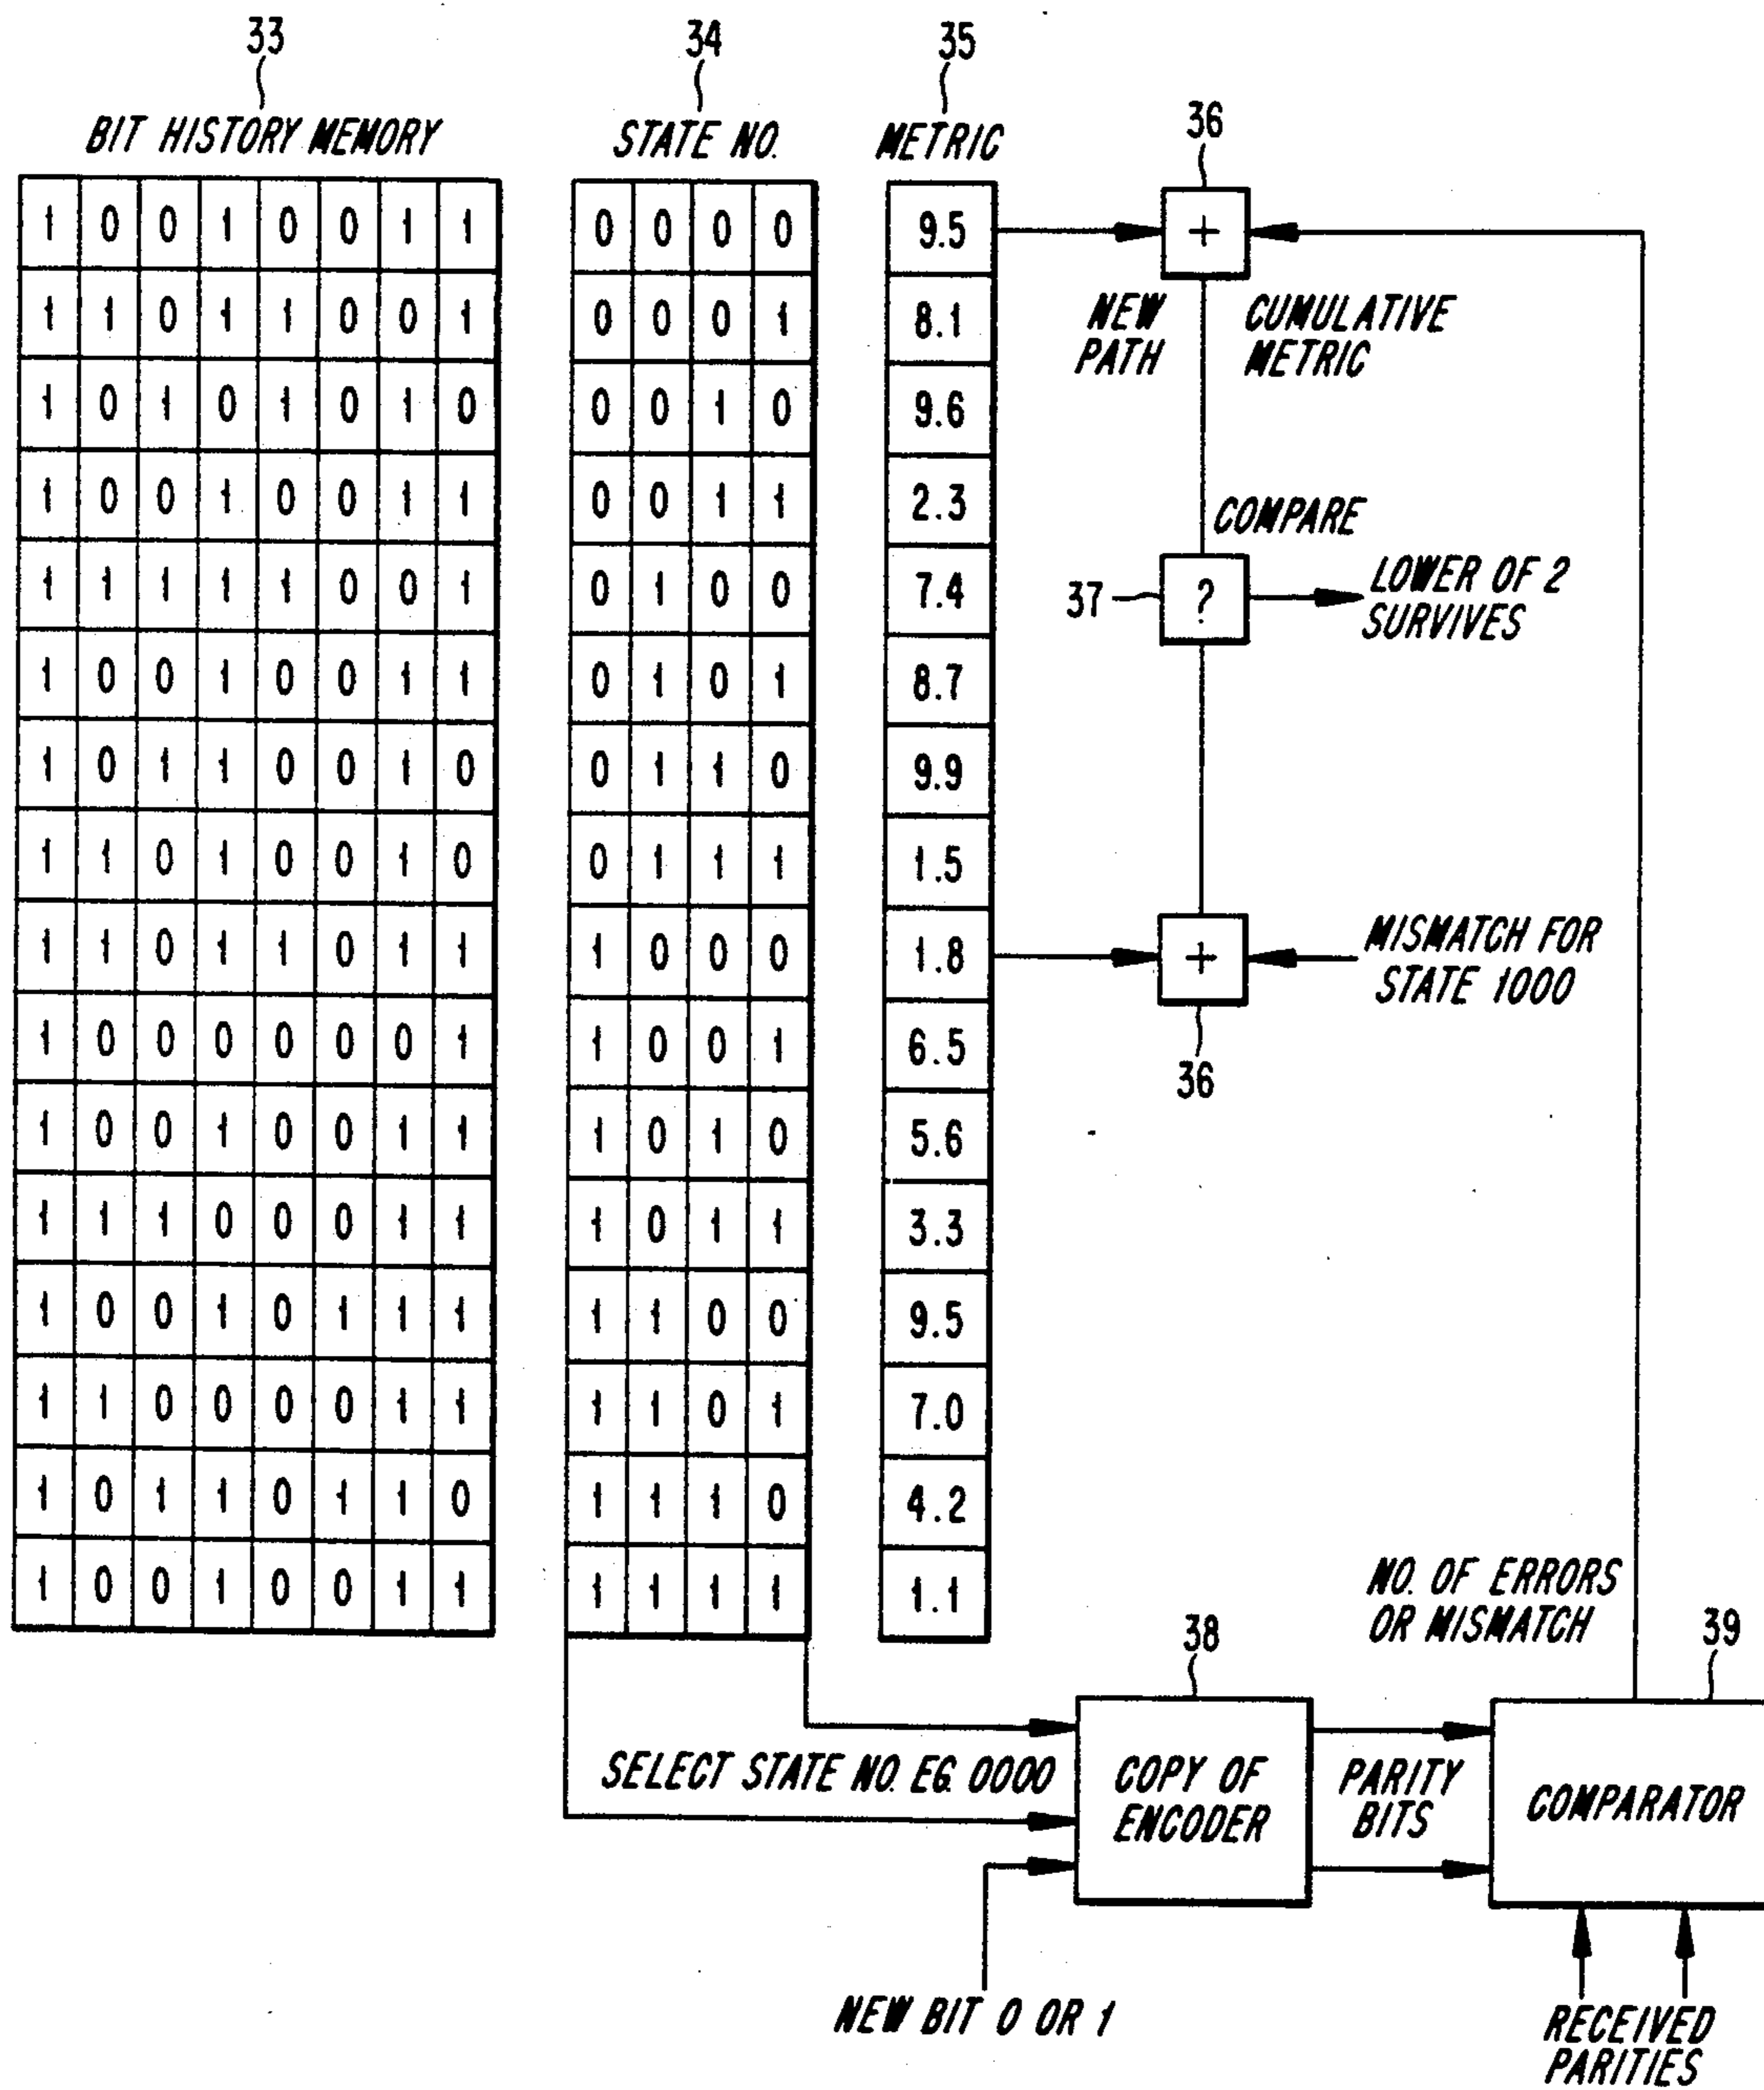 33 34 35
BIT HISTORY MEMORY STATE NO. METRIC 36
1 0 0 1 0 0 1 1 0 0 0 0 9.5 +
1 1 0 1 1 0 0 1 0 0 0 1 8.1 NEW PATH CUMULATIVE METRIC
1 0 1 0 1 0 1 0 0 0 1 0 9.6
1 0 0 1 0 0 1 1 0 0 1 1 2.3 COMPARE
1 1 1 1 1 0 0 1 0 1 0 0 7.4 37 ? LOWER OF 2 SURVIVES
1 0 0 1 0 0 1 1 0 1 0 1 8.7
1 0 1 1 0 0 1 0 0 1 1 0 9.9
1 1 0 1 0 0 1 0 0 1 1 1 1.5
1 1 0 1 1 0 1 1 1 0 0 0 1.8 + MISMATCH FOR STATE 1000
1 0 0 0 0 0 0 1 1 0 0 1 6.5 36
1 0 0 1 0 0 1 1 1 0 1 0 5.6
1 1 1 0 0 0 1 1 1 0 1 1 3.3
1 0 0 1 0 1 1 1 1 1 0 0 9.5
1 1 0 0 0 0 1 1 1 1 0 1 7.0
1 0 1 1 0 1 1 0 1 1 1 0 4.2
1 0 0 1 0 0 1 1 1 1 1 1 1.1
NO. OF ERRORS
OR MISMATCH
38 39
SELECT STATE NO. EG. 0000
COPY OF
ENCODER
PARITY
BITS
COMPARATOR
NEW BIT 0 OR 1
RECEIVED
PARITIES